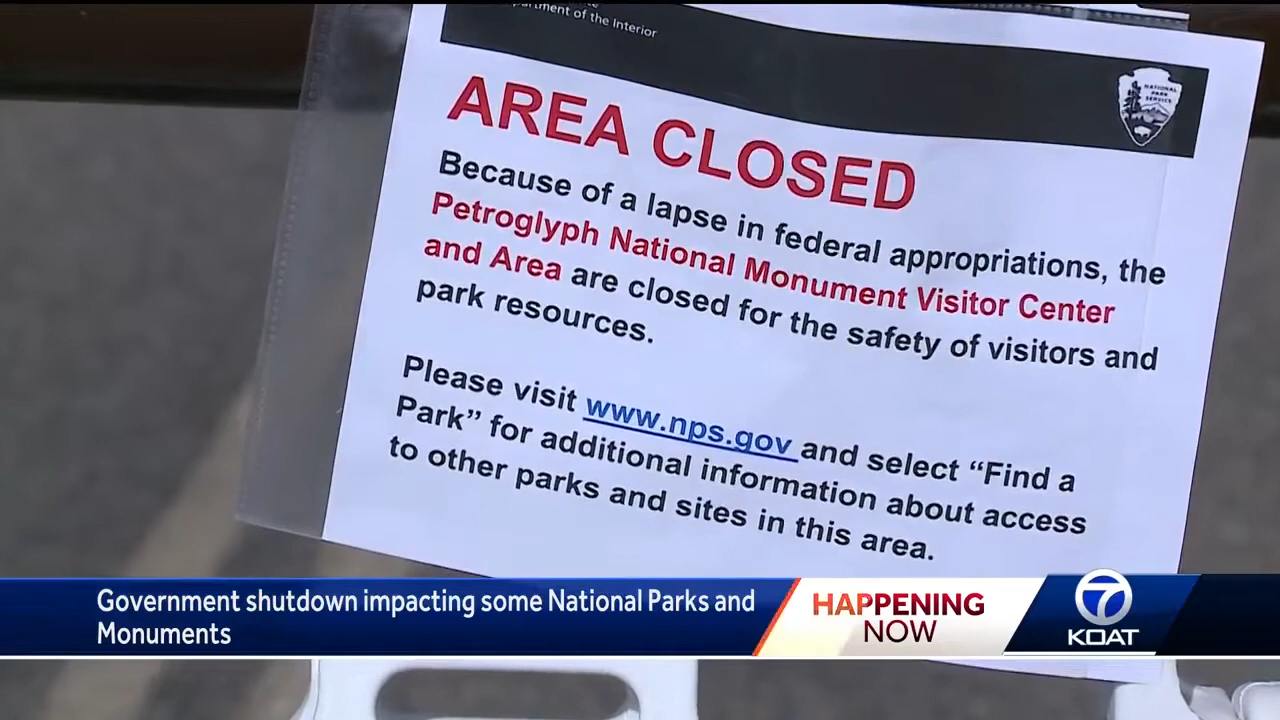 of the Interior
NATIONAL
PARK
SERVICE
AREA CLOSED
Because of a lapse in federal appropriations, the
Petroglyph National Monument Visitor Center
and Area are closed for the safety of visitors and
park resources.
Please visit www.nps.gov and select “Find a
Park” for additional information about access
to other parks and sites in this area.
Government shutdown impacting some National Parks and
Monuments
HAPPENING
NOW
7
KOAT